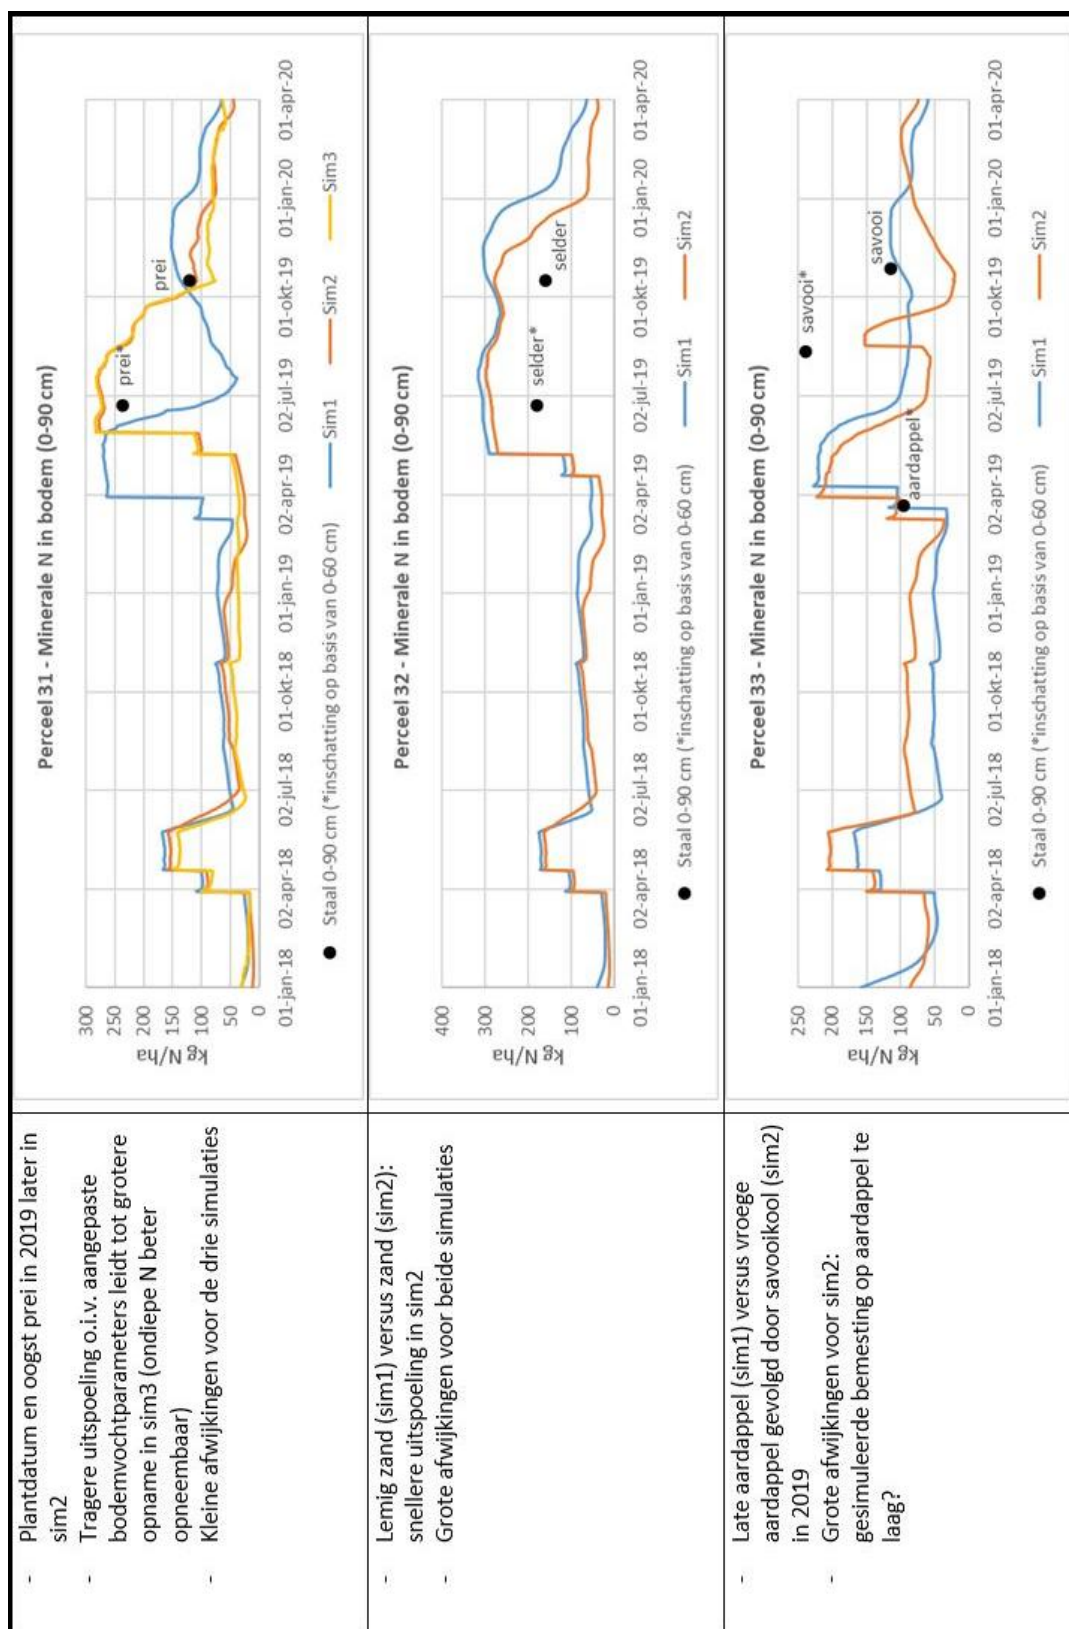 - Plantdatum en oogst prei in 2019 later in
sim2
- Tragere uitspoeling o.i.v. aangepaste
bodemvochtparameters leidt tot grotere
opname in sim3 (ondiepe N beter
opneembaar)
- Kleine afwijkingen voor de drie simulaties
Perceel 31 - Minerale N in bodem (0-90 cm)
kg N/ha
300
250
200
150
100
50
0
prei*
prei
01-jan-18
02-apr-18
02-jul-18
01-okt-18
01-jan-19
02-apr-19
02-jul-19
01-okt-19
01-jan-20
01-apr-20
Staal 0-90 cm (*inschatting op basis van 0-60 cm)
Sim1
Sim2
Sim3
- Lemig zand (sim1) versus zand (sim2):
snellere uitspoeling in sim2
- Grote afwijkingen voor beide simulaties
Perceel 32 - Minerale N in bodem (0-90 cm)
kg N/ha
400
300
200
100
0
selder*
selder
01-jan-18
02-apr-18
02-jul-18
01-okt-18
01-jan-19
02-apr-19
02-jul-19
01-okt-19
01-jan-20
01-apr-20
Staal 0-90 cm (*inschatting op basis van 0-60 cm)
Sim1
Sim2
- Late aardappel (sim1) versus vroege
aardappel gevolgd door savooikool (sim2)
in 2019
- Grote afwijkingen voor sim2:
gesimuleerde bemesting op aardappel te
laag?
Perceel 33 - Minerale N in bodem (0-90 cm)
kg N/ha
250
200
150
100
50
0
aardappel*
savooi*
savooi
01-jan-18
02-apr-18
02-jul-18
01-okt-18
01-jan-19
02-apr-19
02-jul-19
01-okt-19
01-jan-20
01-apr-20
Staal 0-90 cm (*inschatting op basis van 0-60 cm)
Sim1
Sim2